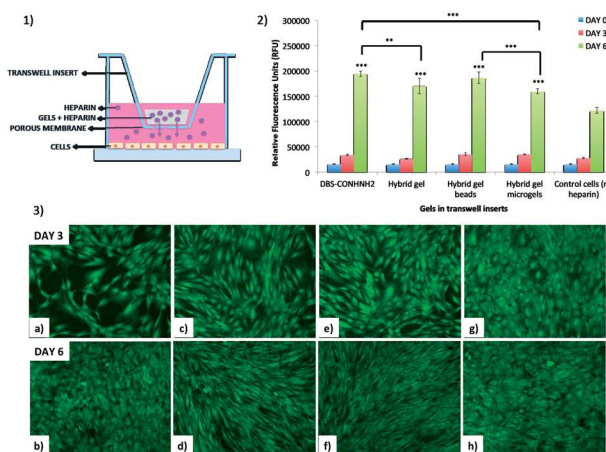 1)
TRANSWELL INSERT
HEPARIN
GELS + HEPARIN
POROUS MEMBRANE
CELLS
2)
Relative Fluorescence Units (RFU)
300000
250000
200000
150000
100000
50000
0
***
**
***
***
***
***
***
DAY 0
DAY 3
DAY 6
DBS-CONHNH2
Hybrid gel
Hybrid gel
beads
Hybrid gel
microgels
Control cells (n
heparin)
Gels in transwell inserts
3)
DAY 3
a)
c)
e)
g)
DAY 6
b)
d)
f)
h)